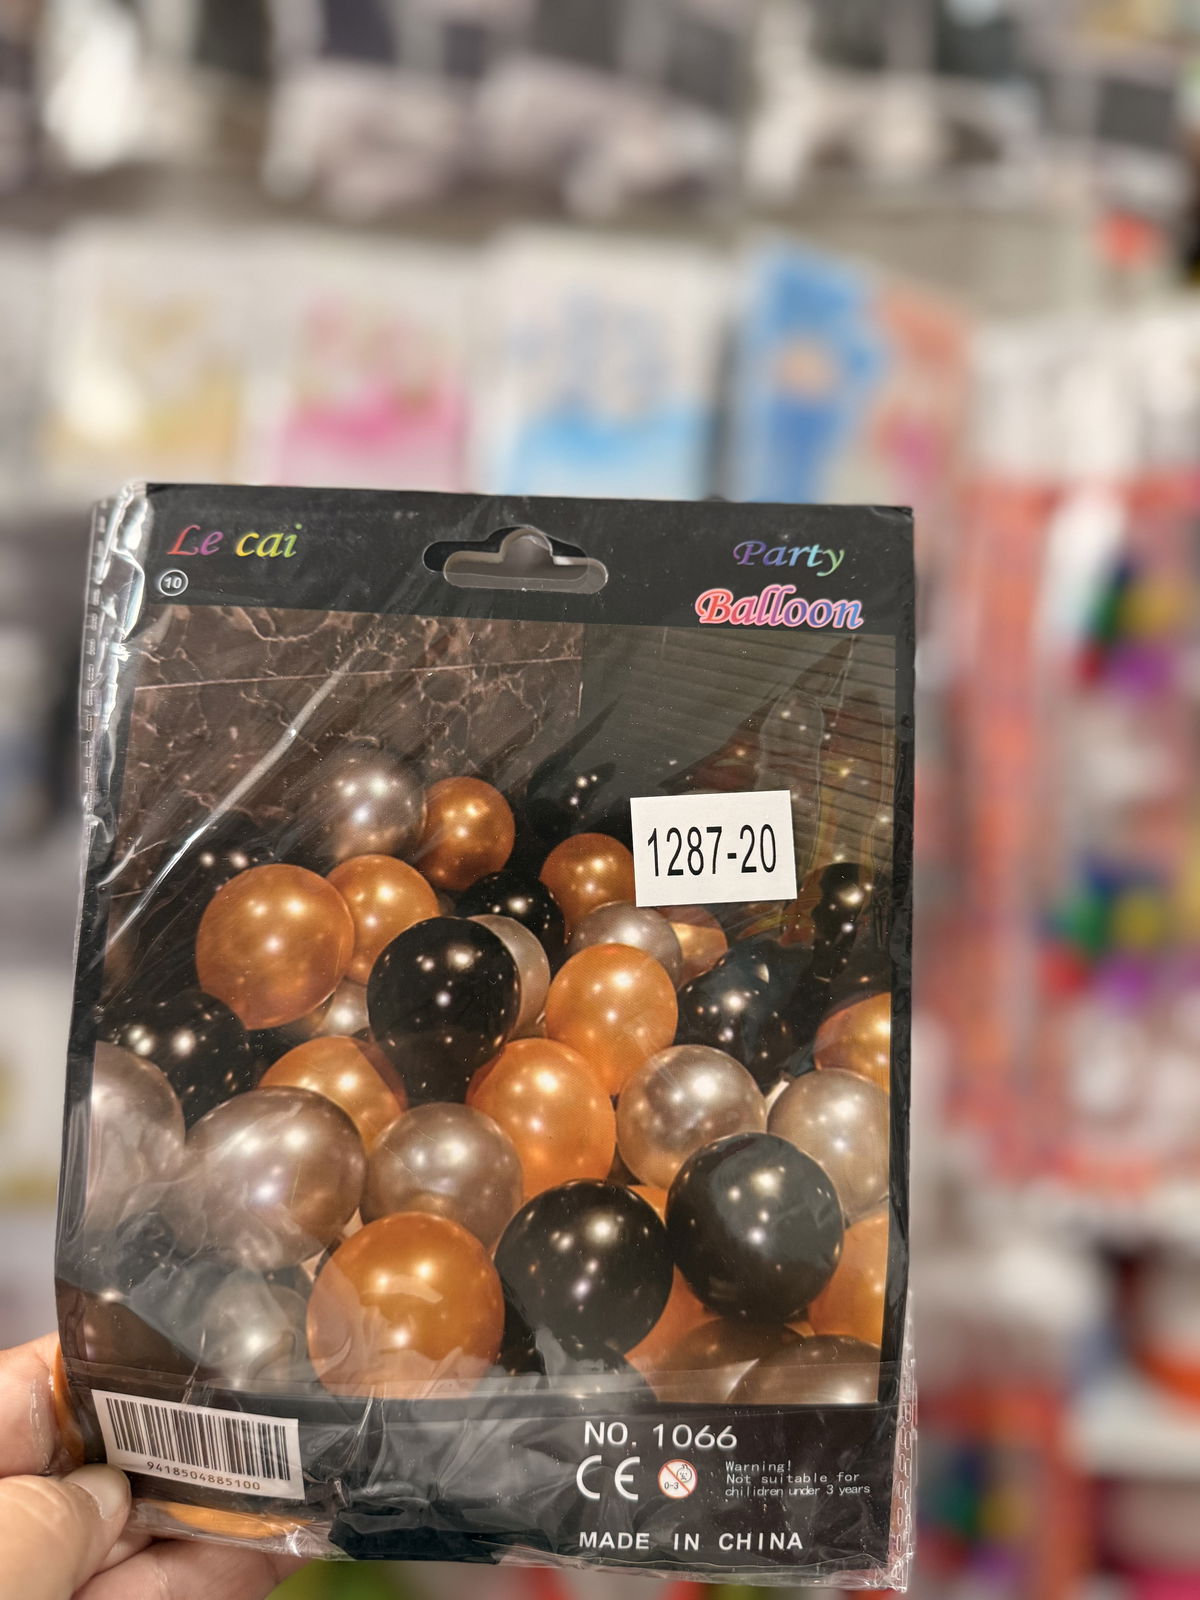 Le cai
10
Party
Balloon
1287-20
9418504885100
NO. 1066
CE
0-3
Warning!
Not suitable for
chilidren under 3 years
MADE IN CHINA